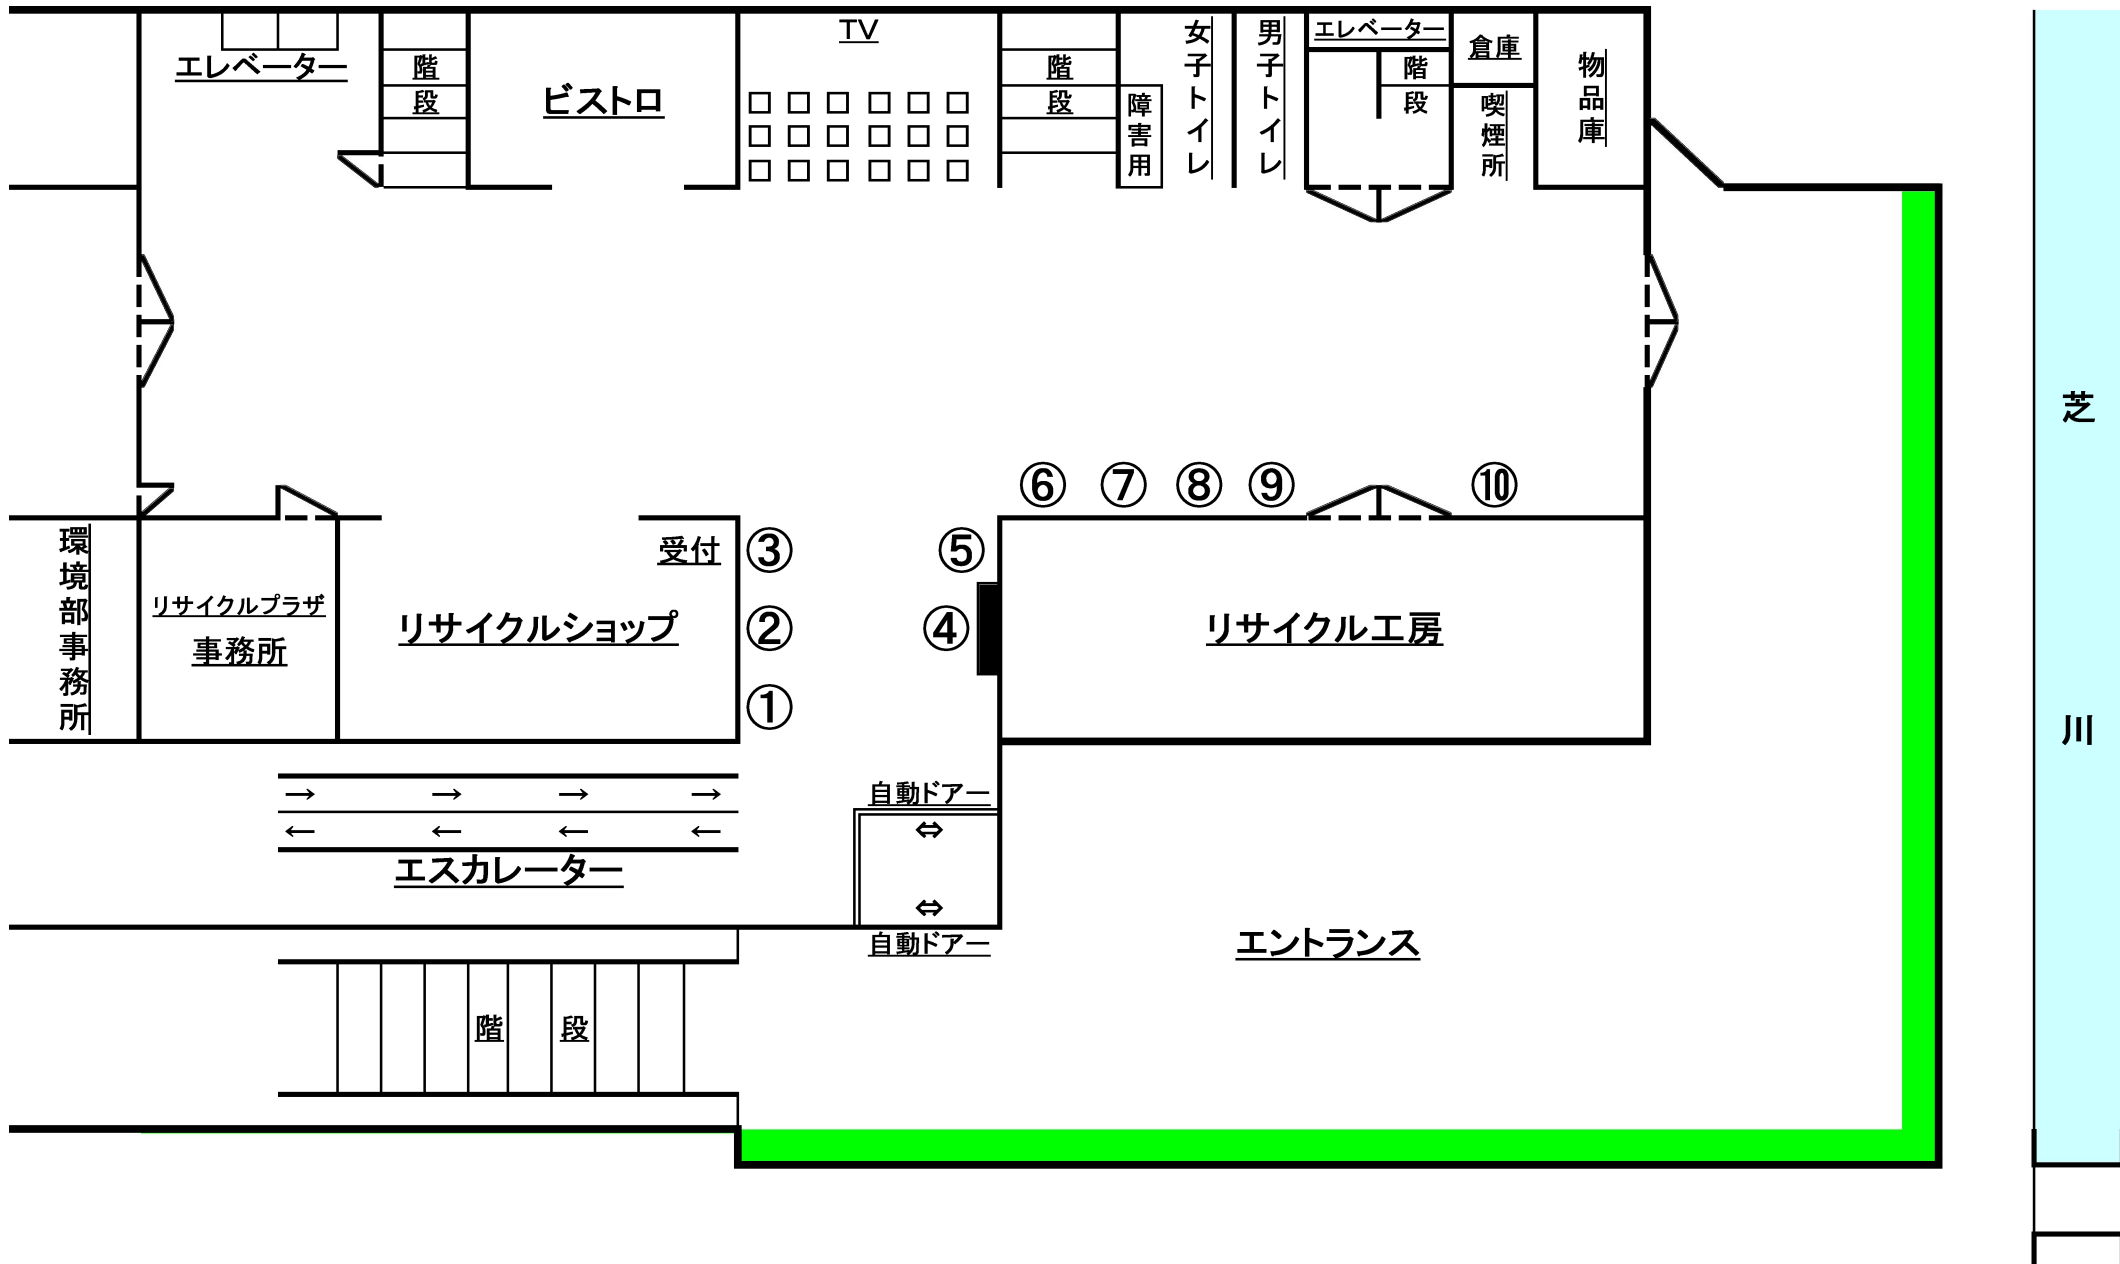 エレベーター
階段
ビストロ
TV
階段
障害用
女子トイレ
男子トイレ
エレベーター
階段
倉庫
喫煙所
物品庫
芝川
⑥ ⑦ ⑧ ⑨ ⑩
環境部事務所
リサイクルプラザ
事務所
受付
リサイクルショップ
③
②
①
⑤
④
リサイクル工房
→ → → →
← ← ← ←
エスカレーター
自動ドアー
⇔
⇔
自動ドアー
エントランス
階段